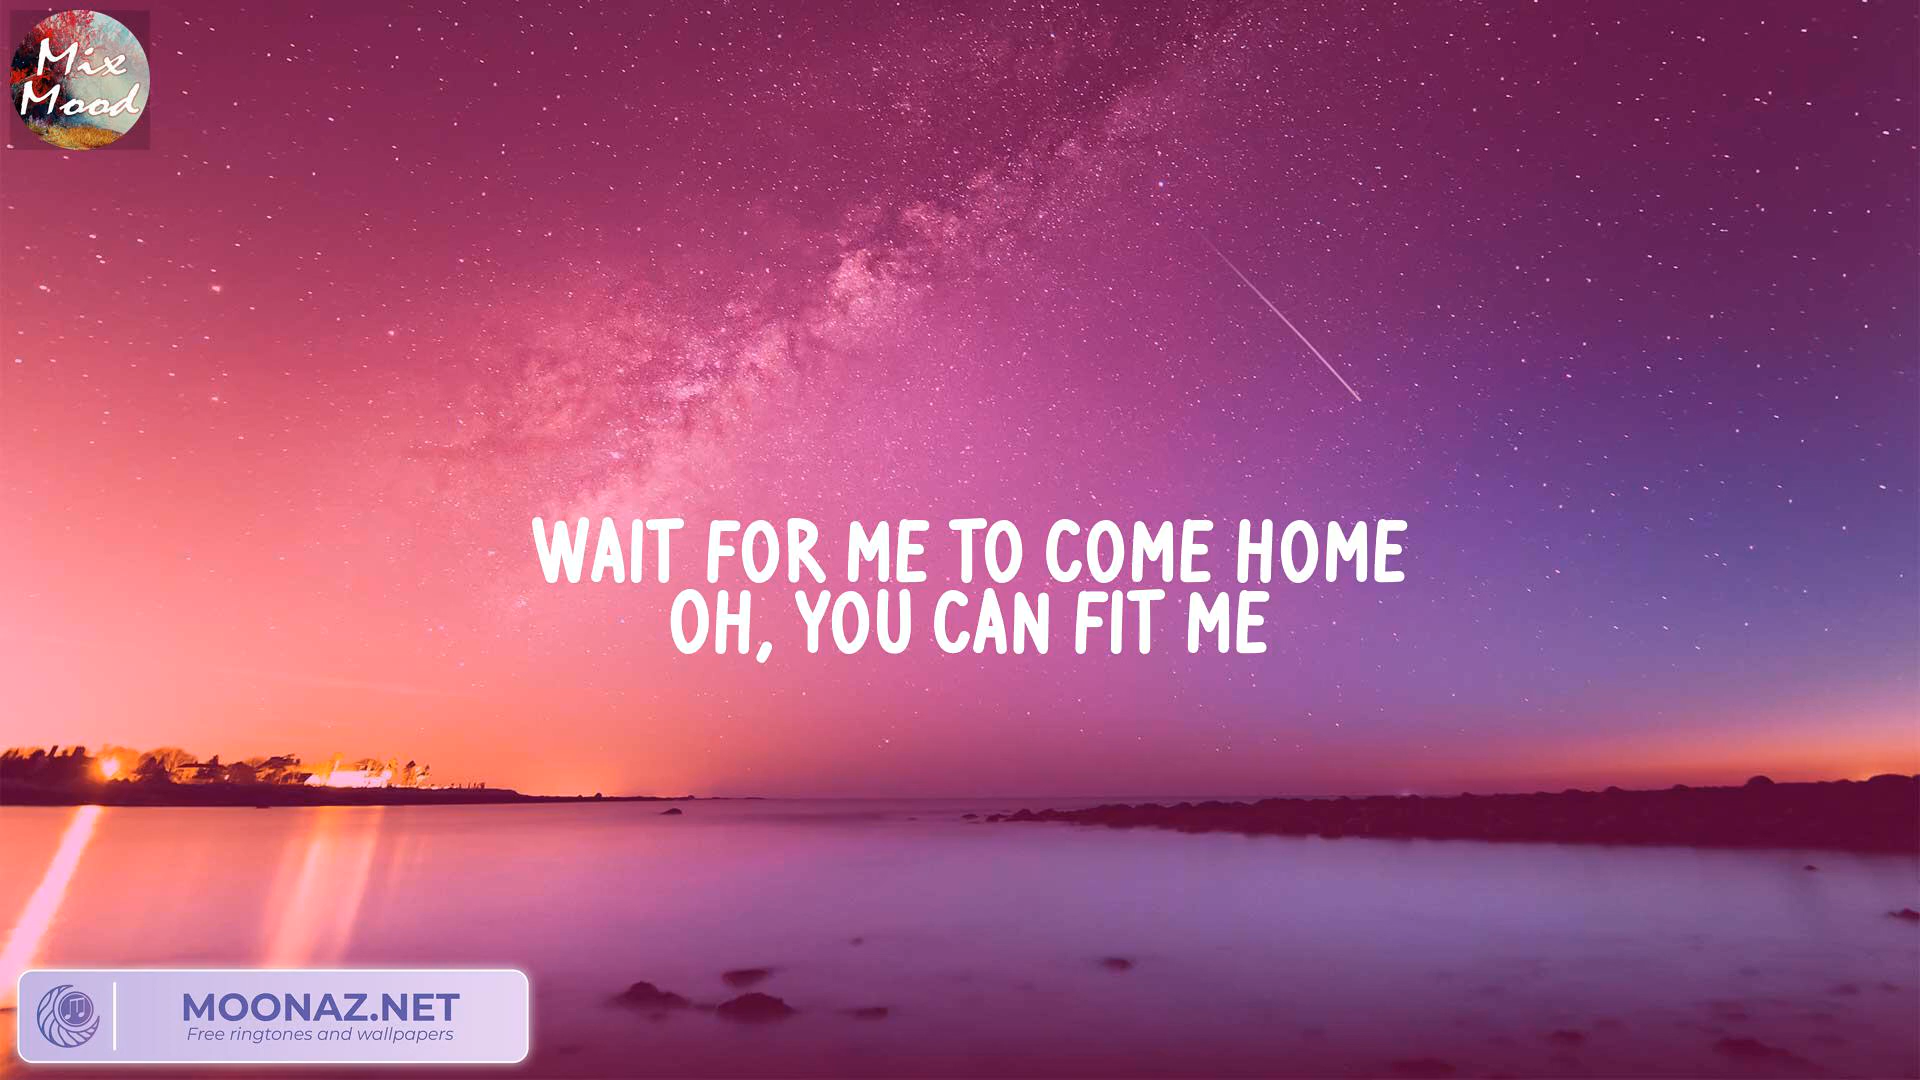 Mix
Mood
WAIT FOR ME TO COME HOME
OH, YOU CAN FIT ME
MOONAZ.NET
Free ringtones and wallpapers